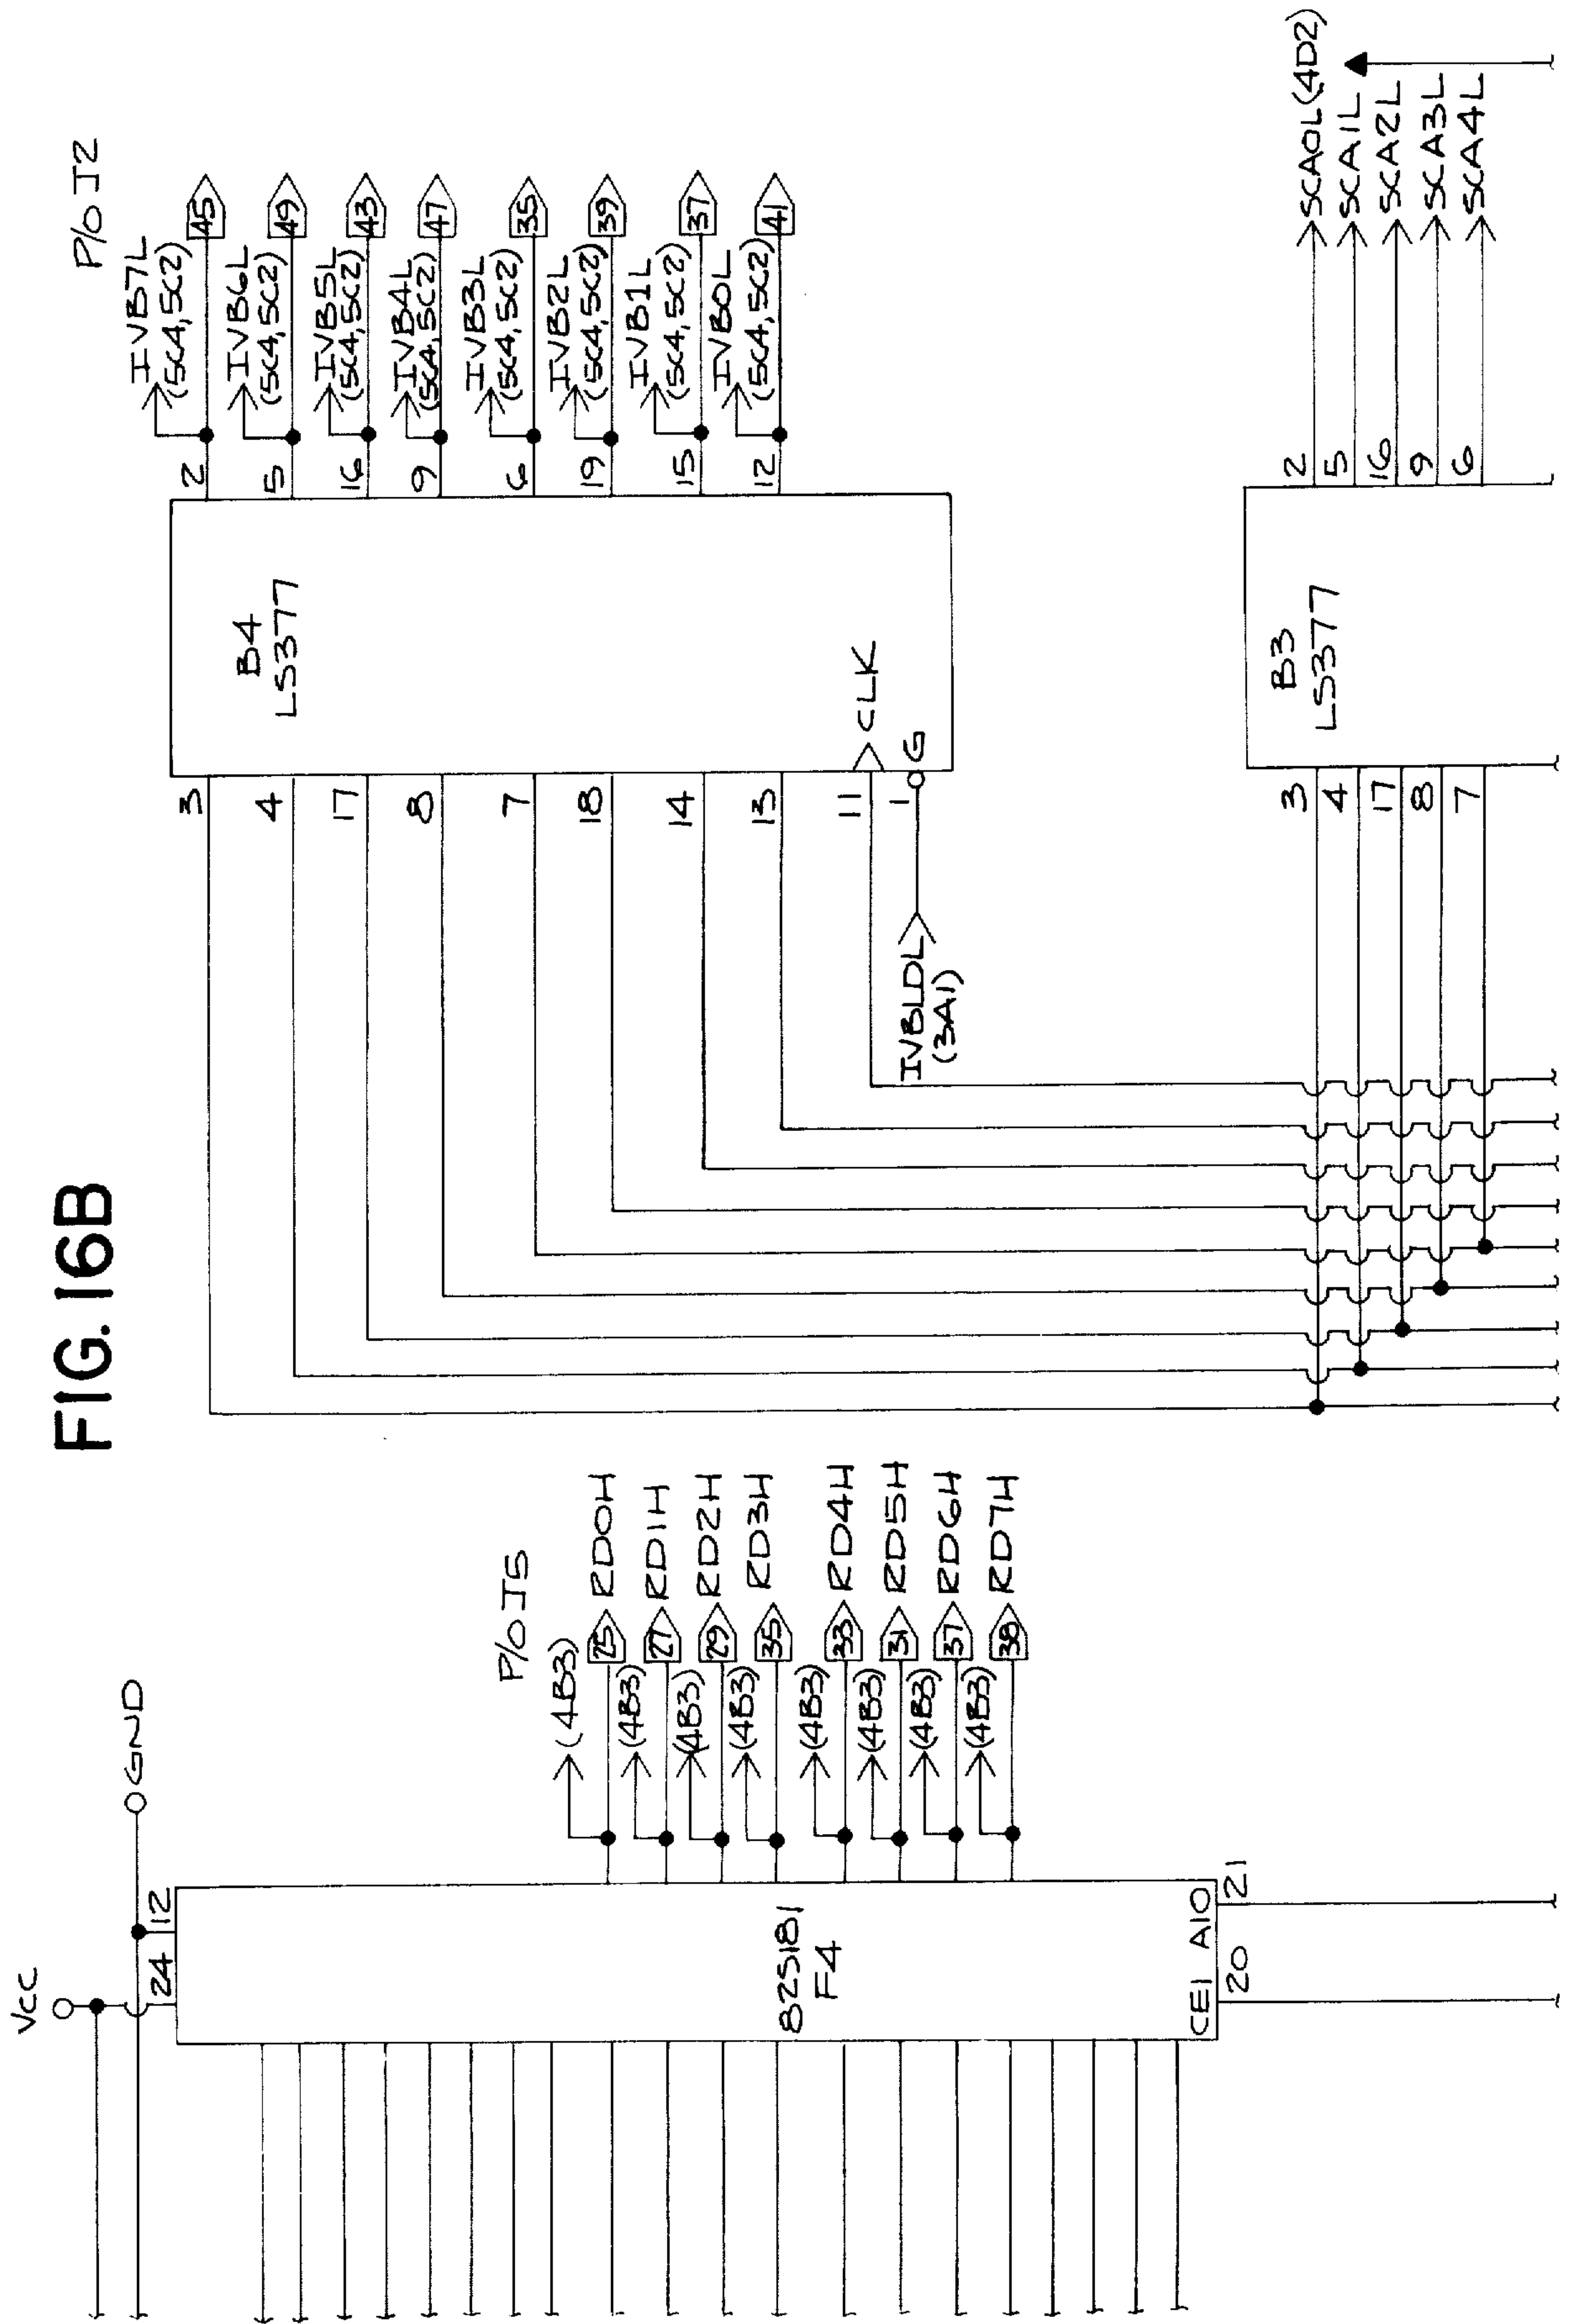 FIG. 16B
Vcc
GND
24
12
82S181
F4
CE1
A10
20
21
P/O J5
(4B3)
25
RD0H
(4B3)
27
RD1H
(4B3)
29
RD2H
(4B3)
35
RD3H
(4B3)
33
RD4H
(4B3)
31
RD5H
(4B3)
37
RD6H
(4B3)
38
RD7H
B4
LS377
3
4
17
8
7
18
14
13
11
1
CLK
G
IVBLDL
(3A1)
P/O J2
2
IVB7L
(5C4,5C2)
45
5
IVB6L
(5C4,5C2)
49
16
IVB5L
(5C4,5C2)
43
9
IVB4L
(5C4,5C2)
47
6
IVB3L
(5C4,5C2)
35
19
IVB2L
(5C4,5C2)
39
15
IVB1L
(5C4,5C2)
37
12
IVB0L
(5C4,5C2)
41
B3
LS377
3
4
17
8
7
2
SCA0L(4D2)
5
SCA1L
16
SCA2L
9
SCA3L
6
SCA4L